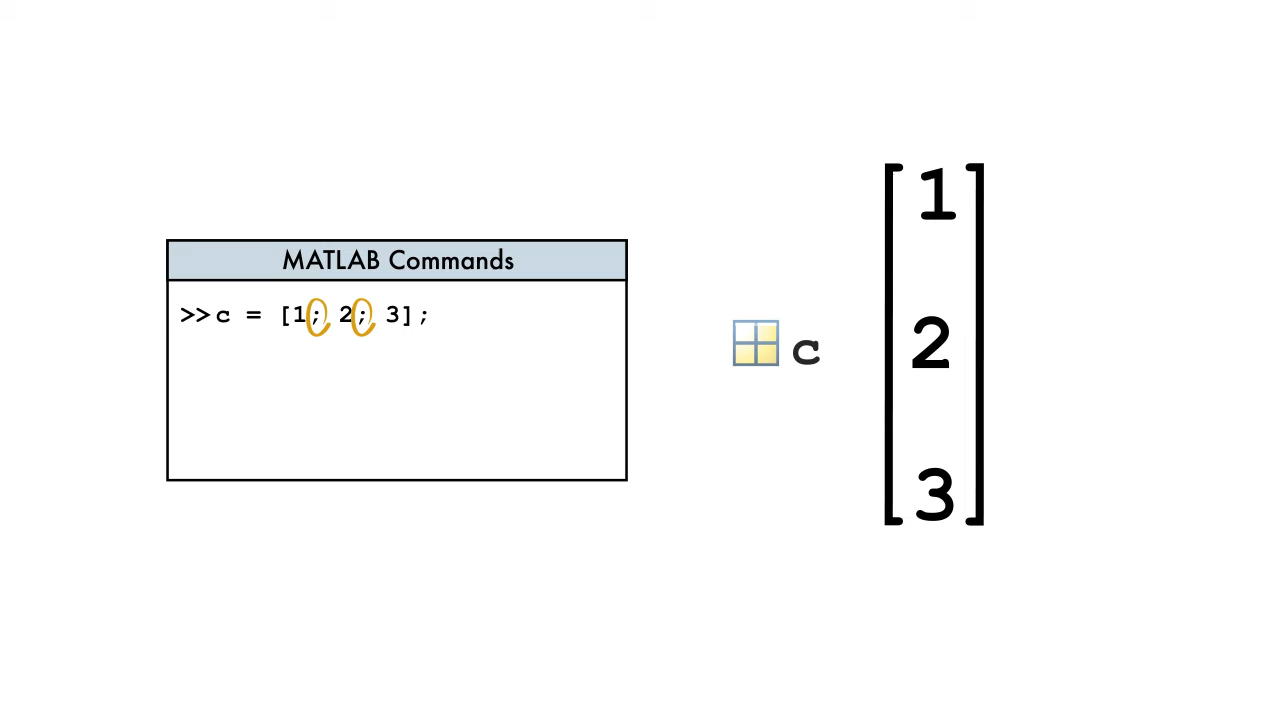 MATLAB Commands
>>c = [1; 2; 3];
c
1
2
3